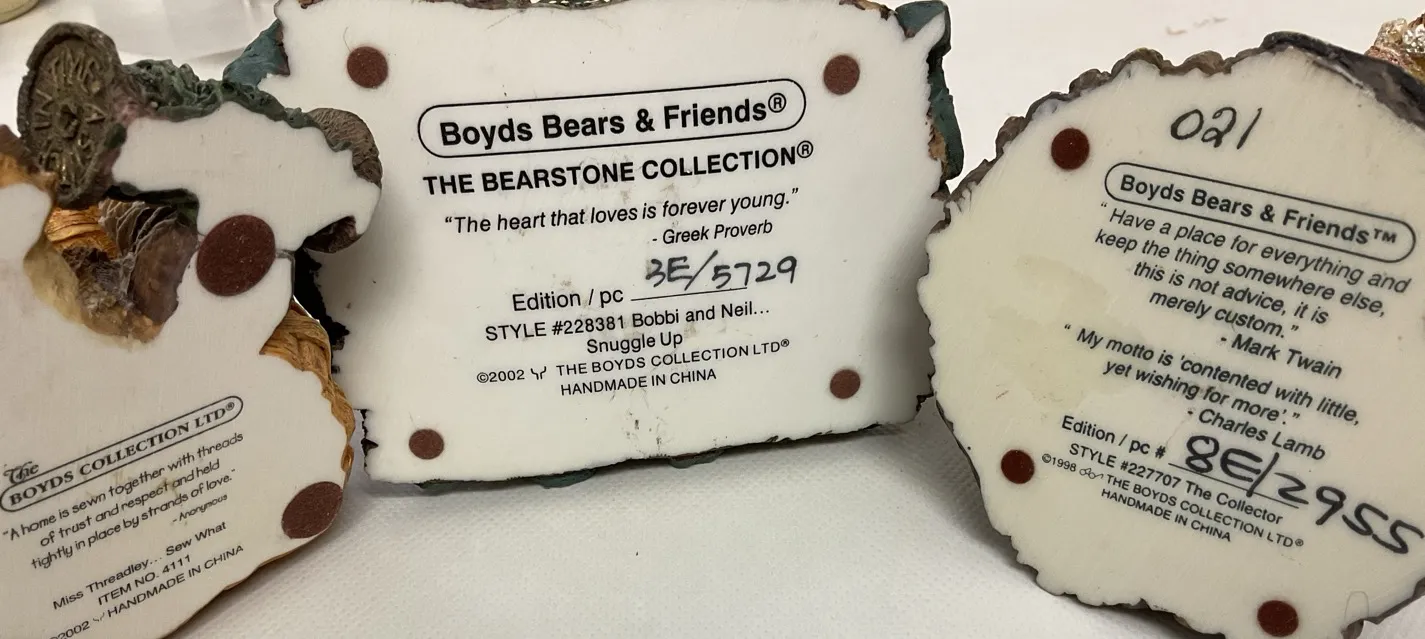 The
BOYDS COLLECTION LTD®
"A home is sewn together with threads
of trust and respect and held
tightly in place by strands of love."
- Anonymous
Miss Threadley... Sew What
ITEM NO. 4111
©2002 HANDMADE IN CHINA
Boyds Bears & Friends®
THE BEARSTONE COLLECTION®
"The heart that loves is forever young."
- Greek Proverb
Edition / pc 3E/5729
STYLE #228381 Bobbi and Neil...
Snuggle Up
©2002 THE BOYDS COLLECTION LTD®
HANDMADE IN CHINA
021
Boyds Bears & Friends™
"Have a place for everything and
keep the thing somewhere else,
this is not advice, it is
merely custom."
- Mark Twain
"My motto is 'contented with little,
yet wishing for more'."
- Charles Lamb
Edition / pc # 8E/2955
STYLE #227707 The Collector
©1998 THE BOYDS COLLECTION LTD®
HANDMADE IN CHINA